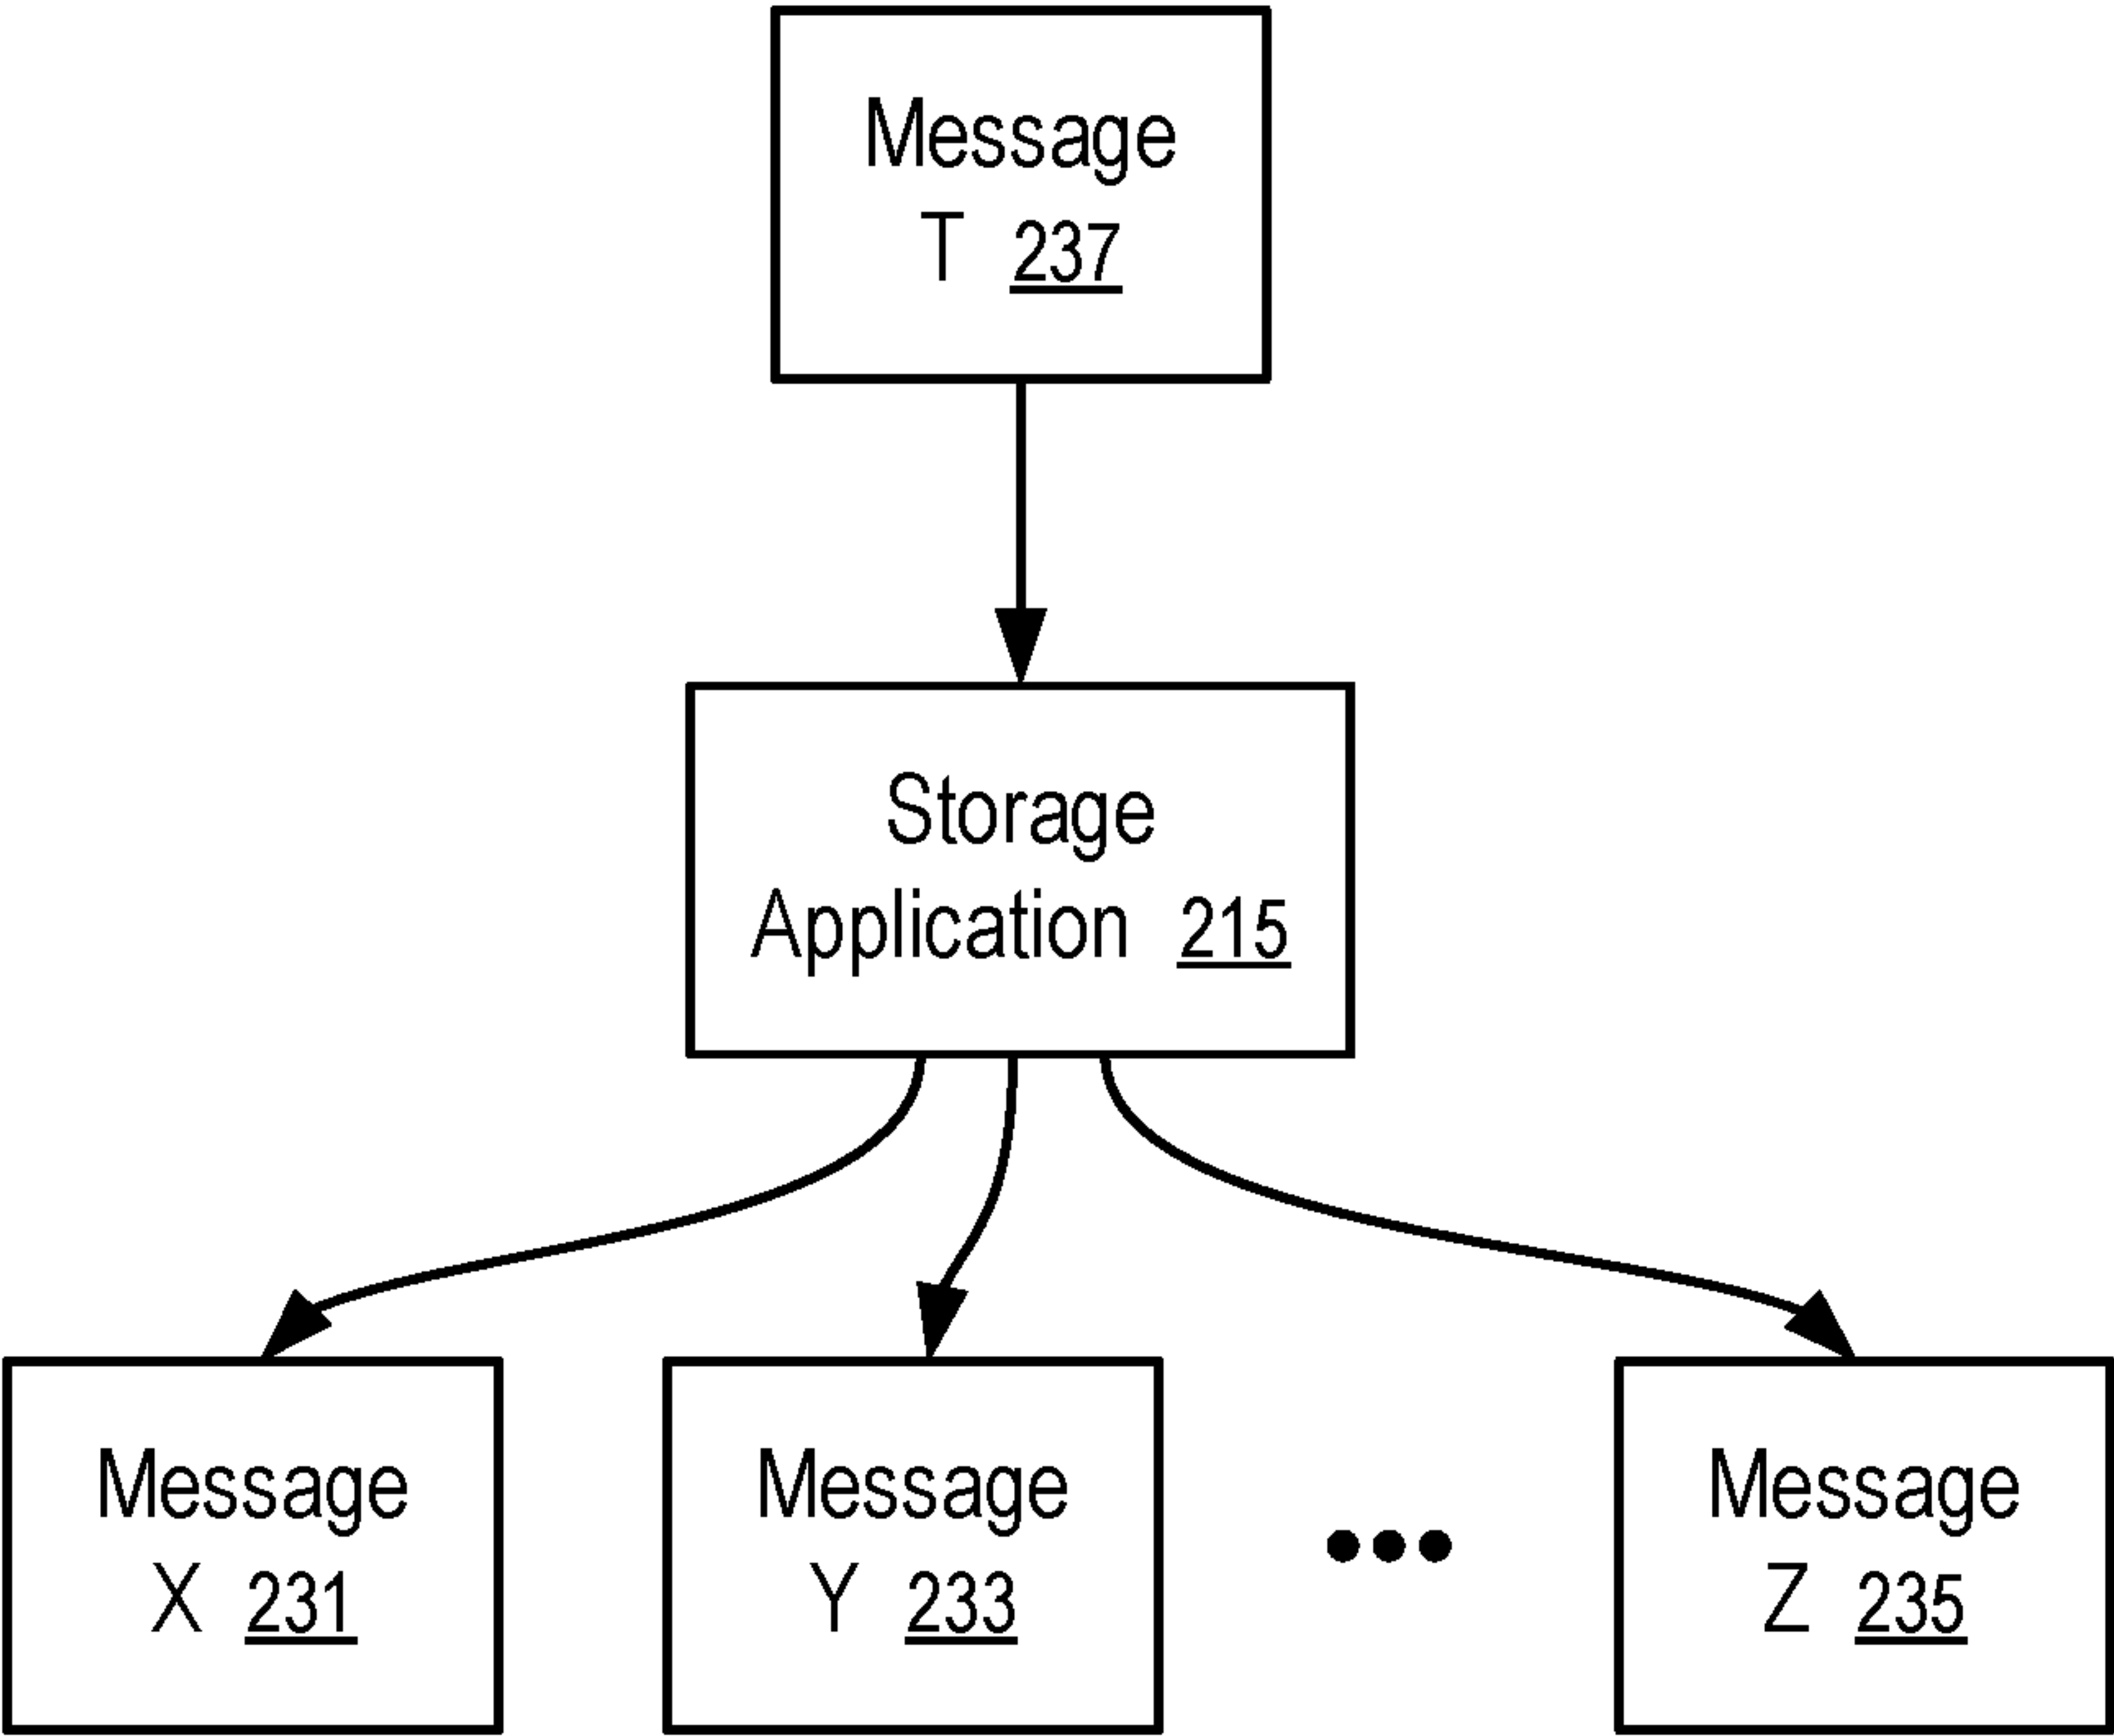 Message
T 237
Storage
Application 215
Message
X 231
Message
Y 233
Message
Z 235